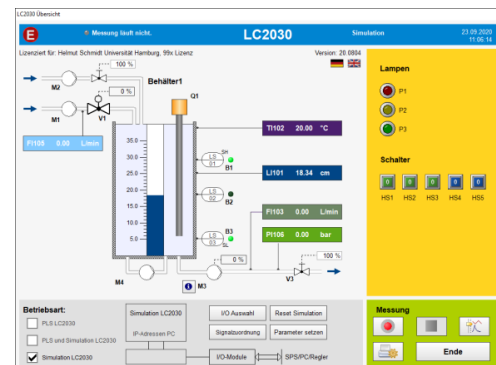 LC2030 Übersicht
E Messung läuft nicht. LC2030 Simulation 23.09.2020
11:06:14
Lizenziert für: Helmut Schmidt Universität Hamburg. 99x Lizenz Version: 20.0804
100 %
M2
Behälter1
0 %
Q1
M1 V1
FI105 0.00 L/min
TI102 20.00 °C
35.0
30.0
25.0
20.0
15.0
10.0
5.0
LS 01 SH B1
LI101 18.34 cm
LS 02 B2
FI103 0.00 L/min
LS 03 B3 SL
PI106 0.00 bar
0 %
100 %
M4
M3
V3
Lampen
P1
P2
P3
Schalter
0 0 0 0 0
HS1 HS2 HS3 HS4 HS5
Betriebsart:
PLS LC2030
PLS und Simulation LC2030
Simulation LC2030
Simulation LC2030
IP-Adressen PC
I/O Auswahl
Reset Simulation
Signalzuordnung
Parameter setzen
I/O-Module
SPS/PC/Regler
Messung
Ende